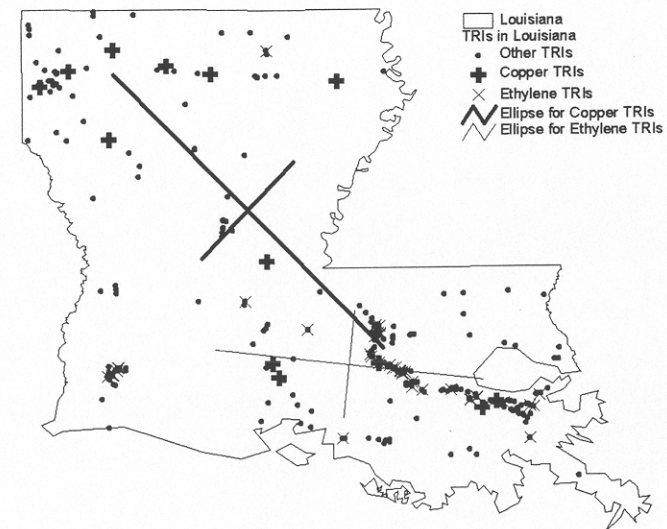 Louisiana
TRIs in Louisiana
Other TRIs
Copper TRIs
Ethylene TRIs
Ellipse for Copper TRIs
Ellipse for Ethylene TRIs